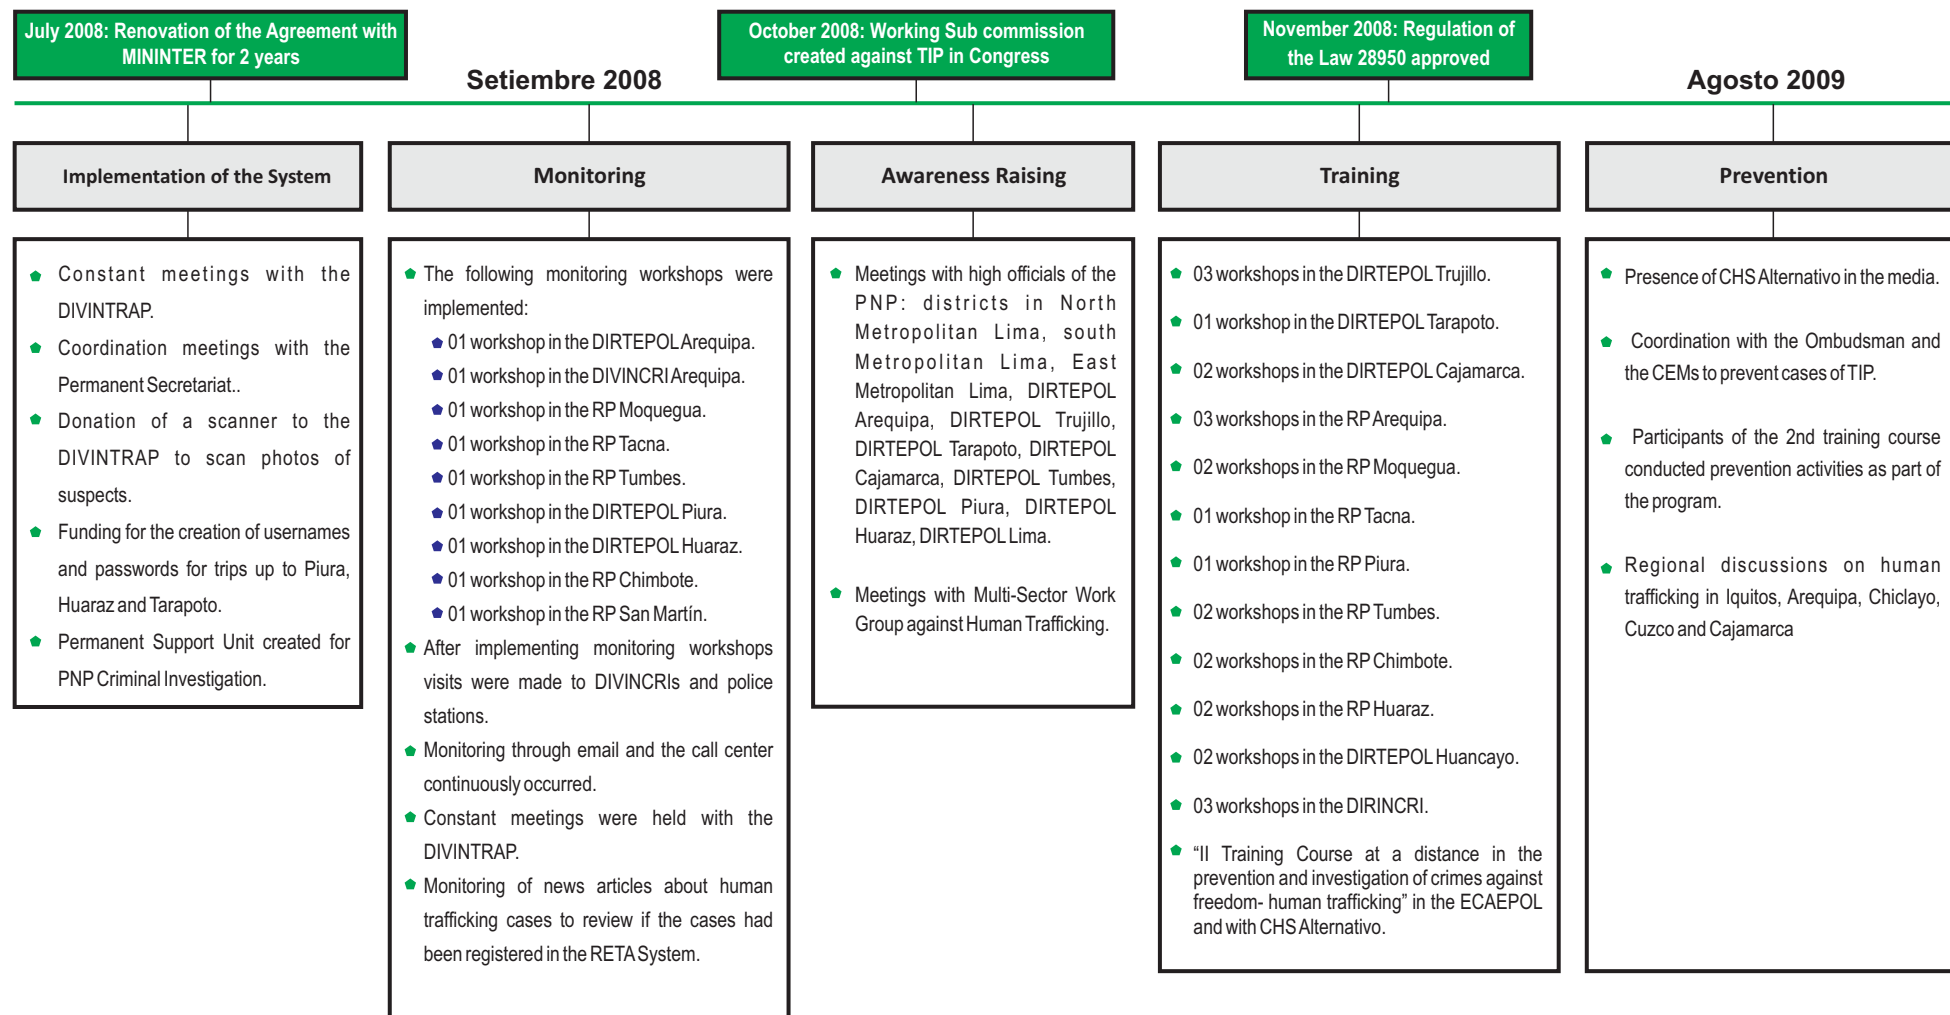 July 2008: Renovation of the Agreement with
MININTER for 2 years
October 2008: Working Sub commission
created against TIP in Congress
November 2008: Regulation of
the Law 28950 approved
Setiembre 2008
Agosto 2009
Implementation of the System
Constant meetings with the
DIVINTRAP.
Coordination meetings with the
Permanent Secretariat..
Donation of a scanner to the
DIVINTRAP to scan photos of
suspects.
Funding for the creation of usernames
and passwords for trips up to Piura,
Huaraz and Tarapoto.
Permanent Support Unit created for
PNP Criminal Investigation.
Monitoring
The following monitoring workshops were
implemented:
01 workshop in the DIRTEPOL Arequipa.
01 workshop in the DIVINCRI Arequipa.
01 workshop in the RP Moquegua.
01 workshop in the RP Tacna.
01 workshop in the RP Tumbes.
01 workshop in the DIRTEPOL Piura.
01 workshop in the DIRTEPOL Huaraz.
01 workshop in the RP Chimbote.
01 workshop in the RP San Martín.
After implementing monitoring workshops
visits were made to DIVINCRIs and police
stations.
Monitoring through email and the call center
continuously occurred.
Constant meetings were held with the
DIVINTRAP.
Monitoring of news articles about human
trafficking cases to review if the cases had
been registered in the RETA System.
Awareness Raising
Meetings with high officials of the
PNP: districts in North
Metropolitan Lima, south
Metropolitan Lima, East
Metropolitan Lima, DIRTEPOL
Arequipa, DIRTEPOL Trujillo,
DIRTEPOL Tarapoto, DIRTEPOL
Cajamarca, DIRTEPOL Tumbes,
DIRTEPOL Piura, DIRTEPOL
Huaraz, DIRTEPOL Lima.
Meetings with Multi-Sector Work
Group against Human Trafficking.
Training
03 workshops in the DIRTEPOL Trujillo.
01 workshop in the DIRTEPOL Tarapoto.
02 workshops in the DIRTEPOL Cajamarca.
03 workshops in the RP Arequipa.
02 workshops in the RP Moquegua.
01 workshop in the RP Tacna.
01 workshop in the RP Piura.
02 workshops in the RP Tumbes.
02 workshops in the RP Chimbote.
02 workshops in the RP Huaraz.
02 workshops in the DIRTEPOL Huancayo.
03 workshops in the DIRINCRI.
“II Training Course at a distance in the
prevention and investigation of crimes against
freedom- human trafficking” in the ECAEPOL
and with CHS Alternativo.
Prevention
Presence of CHS Alternativo in the media.
Coordination with the Ombudsman and
the CEMs to prevent cases of TIP.
Participants of the 2nd training course
conducted prevention activities as part of
the program.
Regional discussions on human
trafficking in Iquitos, Arequipa, Chiclayo,
Cuzco and Cajamarca